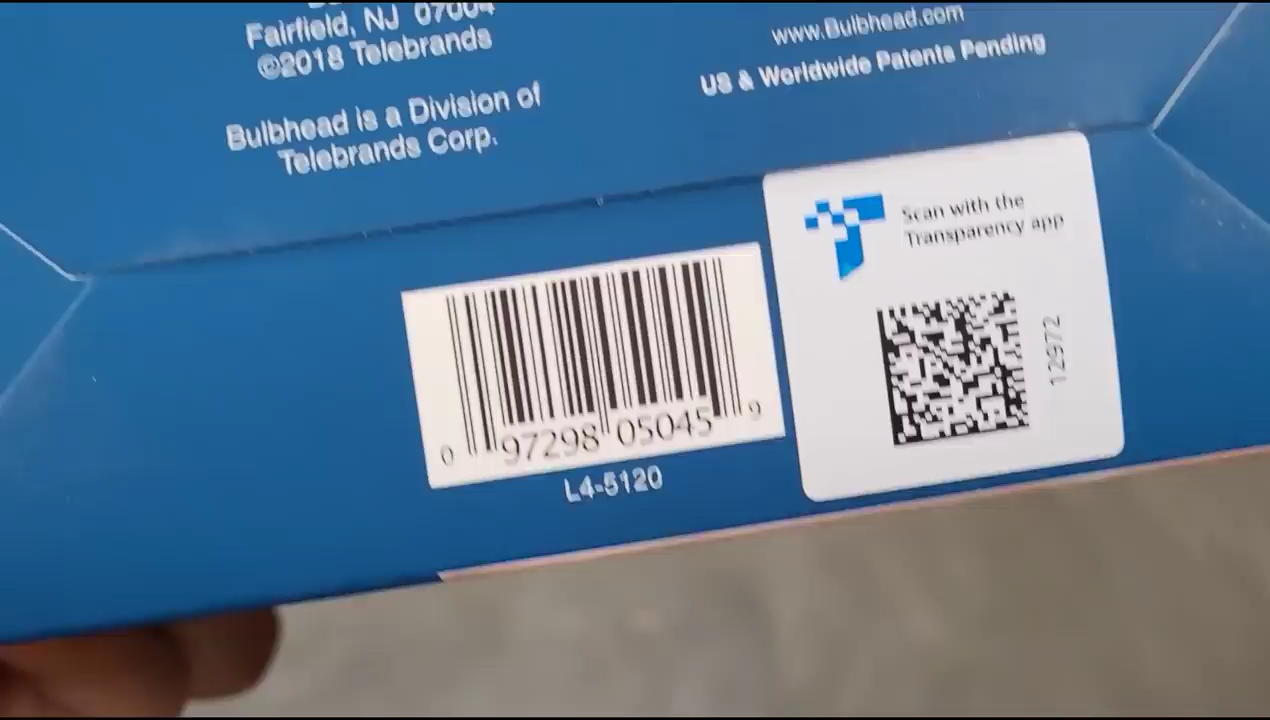 Fairfield, NJ 07004
©2018 Telebrands
Bulbhead is a Division of
Telebrands Corp.
www.Bulbhead.com
US & Worldwide Patents Pending
Scan with the
Transparency app
12972
0 97298 05045 9
L4-5120